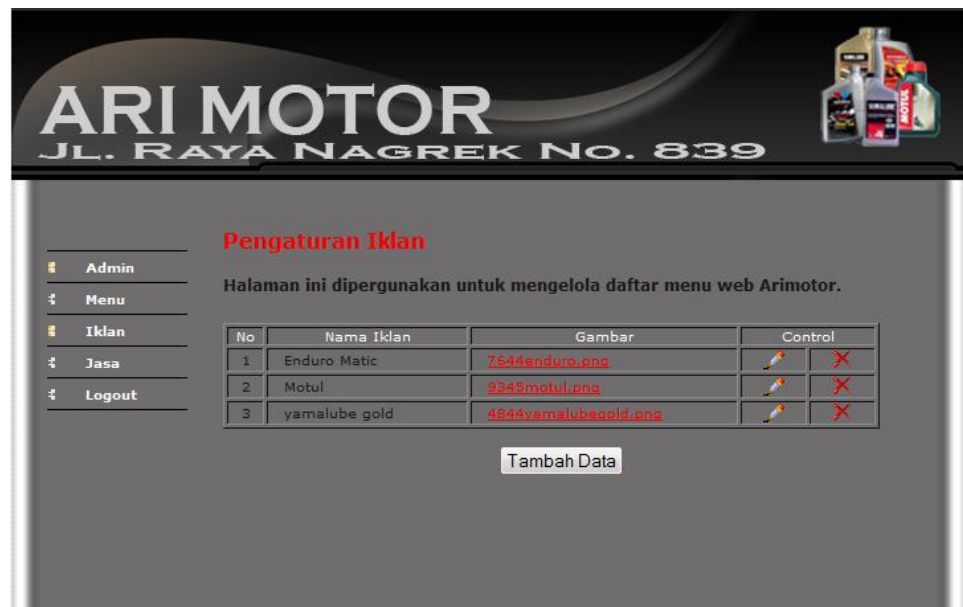 ARI MOTOR
JL. RAYA NAGREK NO. 839
MOTUL
Admin
Menu
Iklan
Jasa
Logout
Pengaturan Iklan
Halaman ini dipergunakan untuk mengelola daftar menu web Arimotor.
No Nama Iklan Gambar Control
1 Enduro Matic 7644enduro.png
2 Motul 9345motul.png
3 yamalube gold 4844yamalubegold.png
Tambah Data